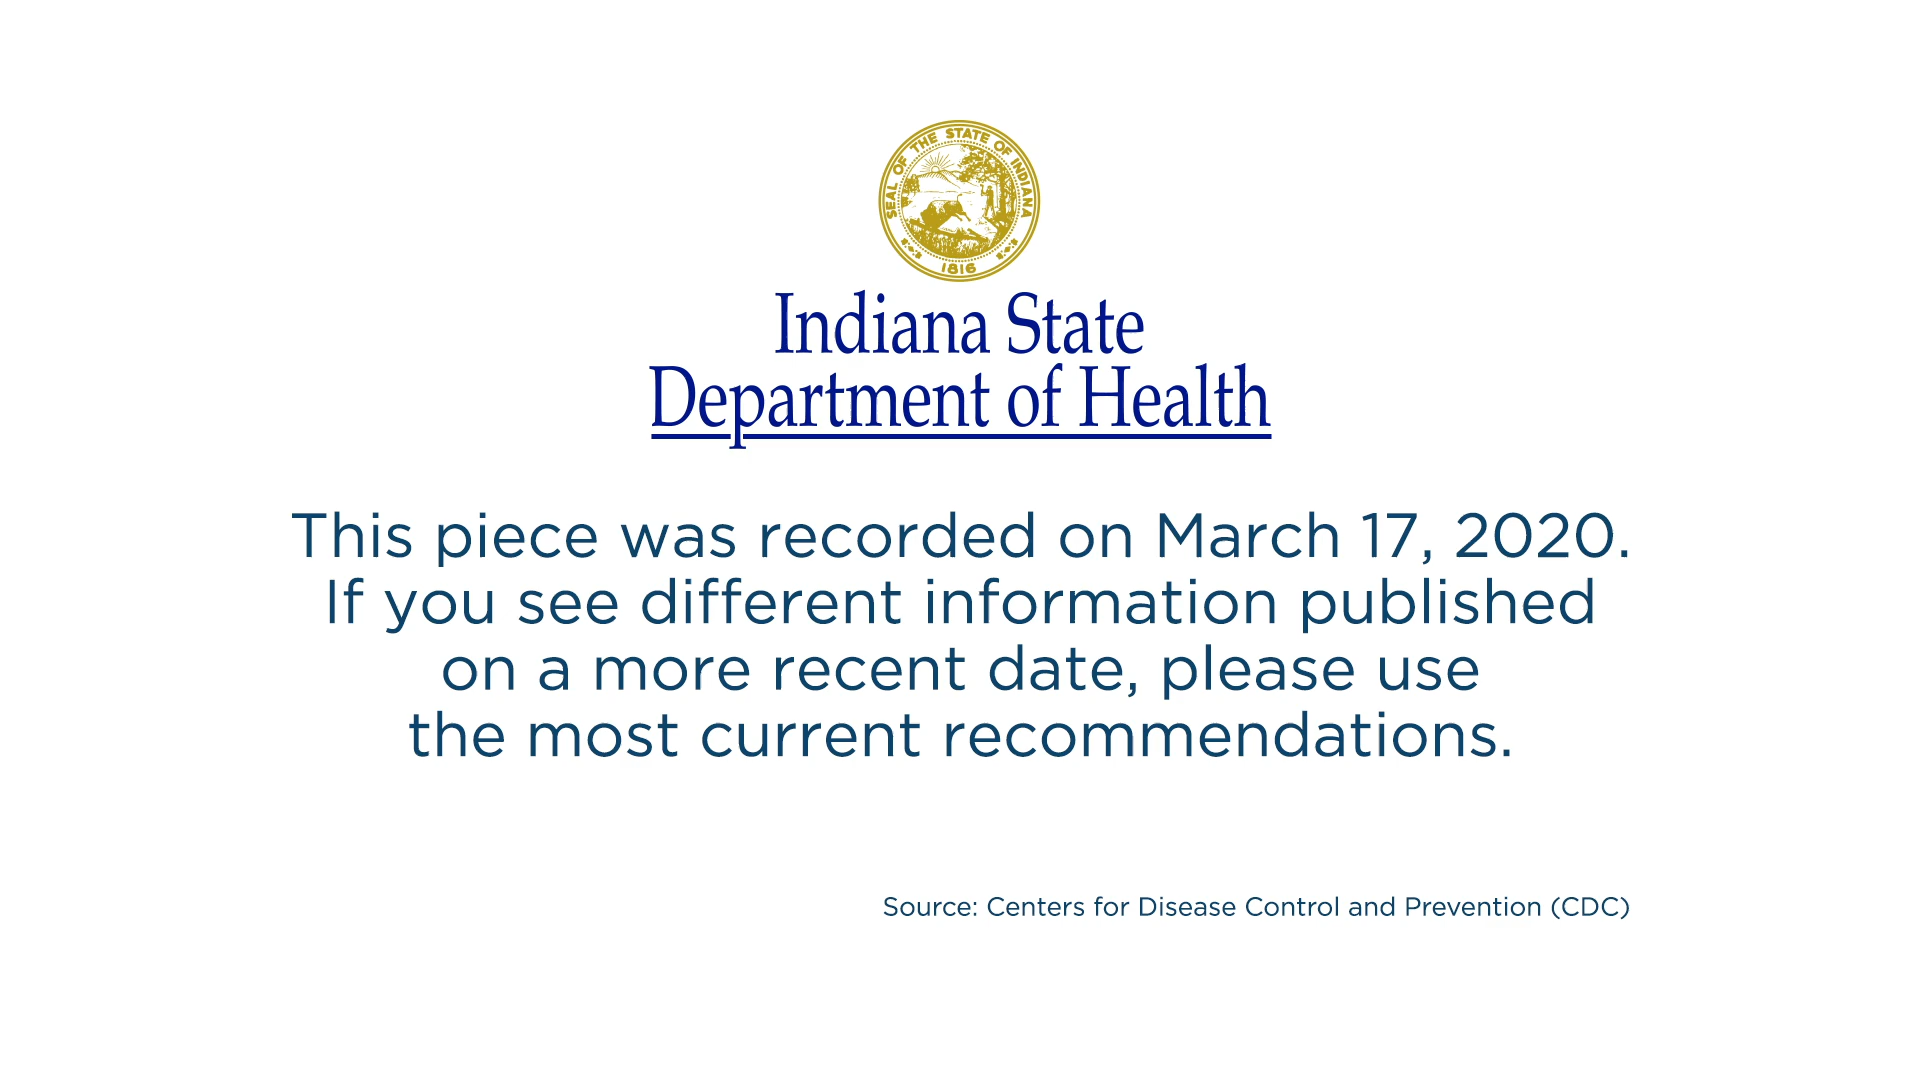 SEAL OF THE STATE OF INDIANA
1816
Indiana State
Department of Health
This piece was recorded on March 17, 2020.
If you see different information published
on a more recent date, please use
the most current recommendations.
Source: Centers for Disease Control and Prevention (CDC)